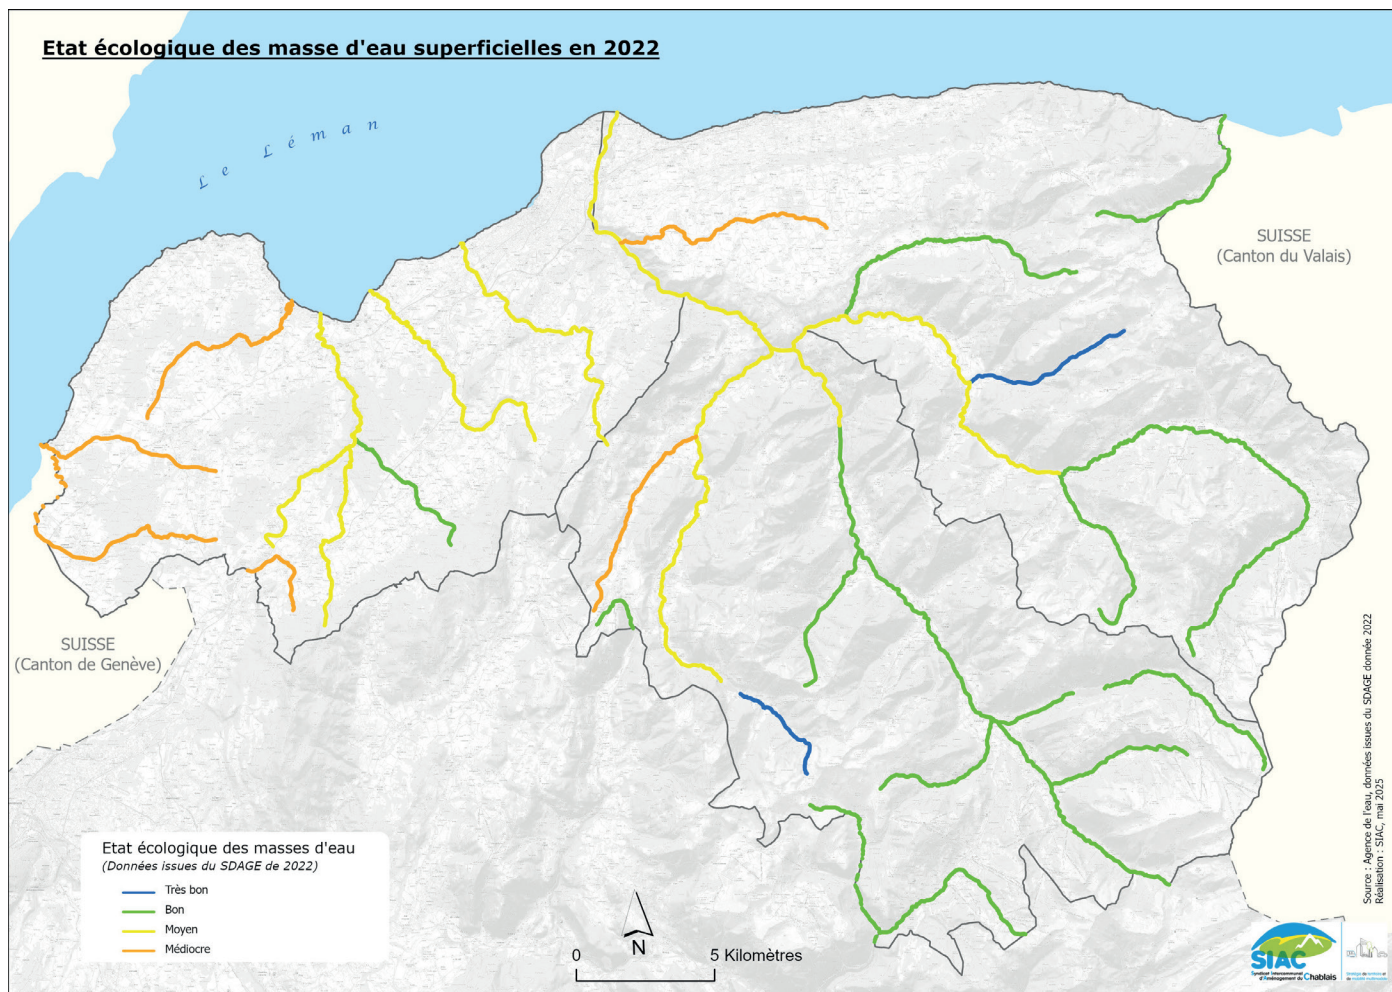 Etat écologique des masse d'eau superficielles en 2022
Le Léman
SUISSE
(Canton du Valais)
SUISSE
(Canton de Genève)
Etat écologique des masses d'eau
(Données issues du SDAGE de 2022)
Très bon
Bon
Moyen
Médiocre
N
0 5 Kilomètres
Source : Agence de l'eau, données issues du SDAGE donnée 2022
Réalisation : SIAC, mai 2025
SIAC
Syndicat Intercommunal
d'Aménagement du Chablais